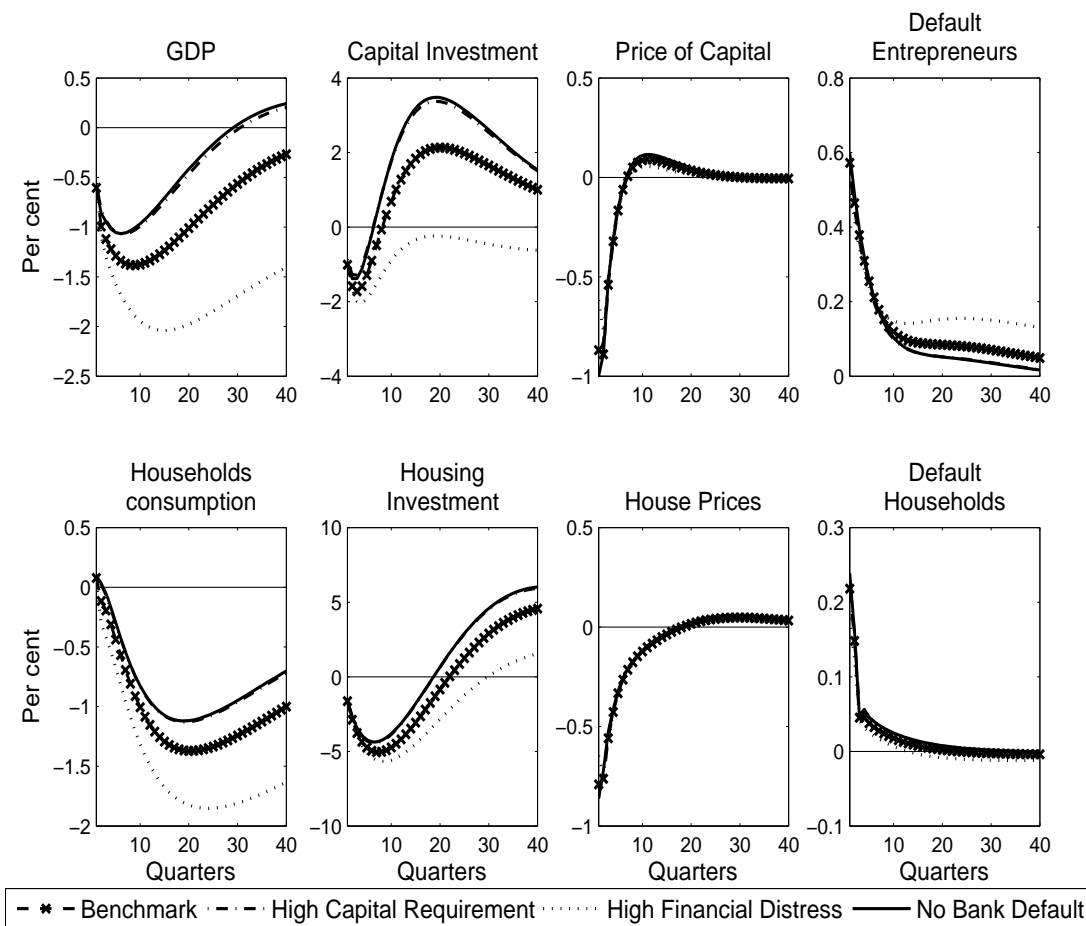 GDP
Capital Investment
Price of Capital
Default
Entrepreneurs
Per cent
0.5
0
−0.5
−1
−1.5
−2
−2.5
10 20 30 40
4
2
0
−2
−4
10 20 30 40
0.5
0
−0.5
−1
10 20 30 40
0.8
0.6
0.4
0.2
0
10 20 30 40
Households
consumption
Housing
Investment
House Prices
Default
Households
Per cent
0.5
0
−0.5
−1
−1.5
−2
10 20 30 40
Quarters
10
5
0
−5
−10
10 20 30 40
Quarters
0.5
0
−0.5
−1
10 20 30 40
Quarters
0.3
0.2
0.1
0
−0.1
10 20 30 40
Quarters
Benchmark High Capital Requirement High Financial Distress No Bank Default